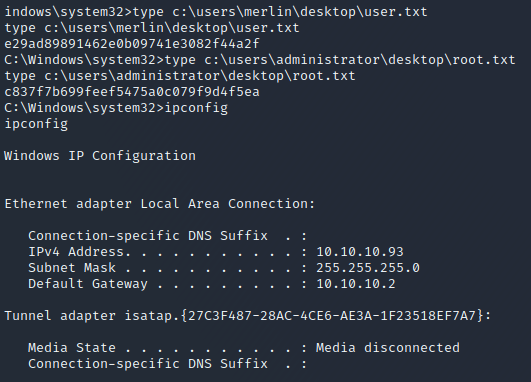 indows\system32>type c:\users\merlin\desktop\user.txt
type c:\users\merlin\desktop\user.txt
e29ad89891462e0b09741e3082f44a2f
C:\Windows\system32>type c:\users\administrator\desktop\root.txt
type c:\users\administrator\desktop\root.txt
c837f7b699feef5475a0c079f9d4f5ea
C:\Windows\system32>ipconfig
ipconfig
Windows IP Configuration
Ethernet adapter Local Area Connection:
Connection-specific DNS Suffix  . :
IPv4 Address. . . . . . . . . . . : 10.10.10.93
Subnet Mask . . . . . . . . . . . : 255.255.255.0
Default Gateway . . . . . . . . . : 10.10.10.2
Tunnel adapter isatap.{27C3F487-28AC-4CE6-AE3A-1F23518EF7A7}:
Media State . . . . . . . . . . . : Media disconnected
Connection-specific DNS Suffix  . :